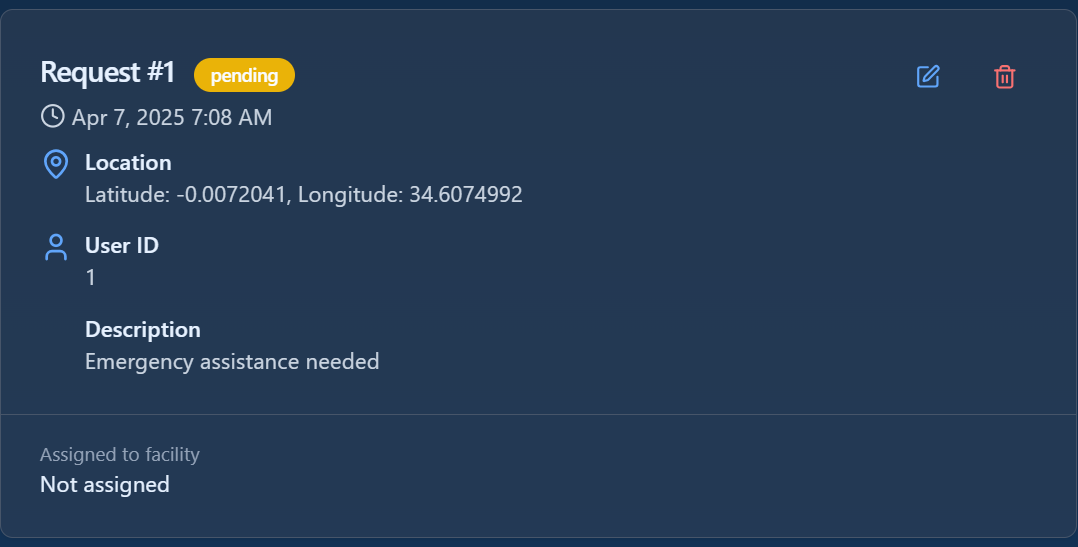 Request #1 pending
Apr 7, 2025 7:08 AM
Location
Latitude: -0.0072041, Longitude: 34.6074992
User ID
1
Description
Emergency assistance needed
Assigned to facility
Not assigned